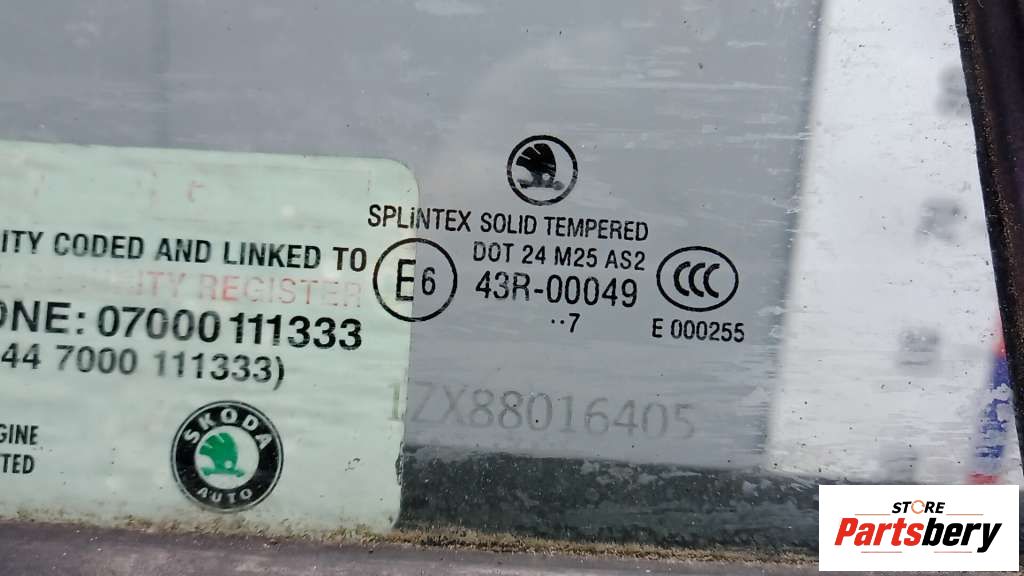 SPLINTEX SOLID TEMPERED
DOT 24 M25 AS2
E6
43R-00049
··7
CCC
E 000255
ITY CODED AND LINKED TO
REGISTER
ONE: 07000 111333
44 7000 111333)
GINE
TED
SKODA
AUTO
1ZX88016405
STORE
Partsbery